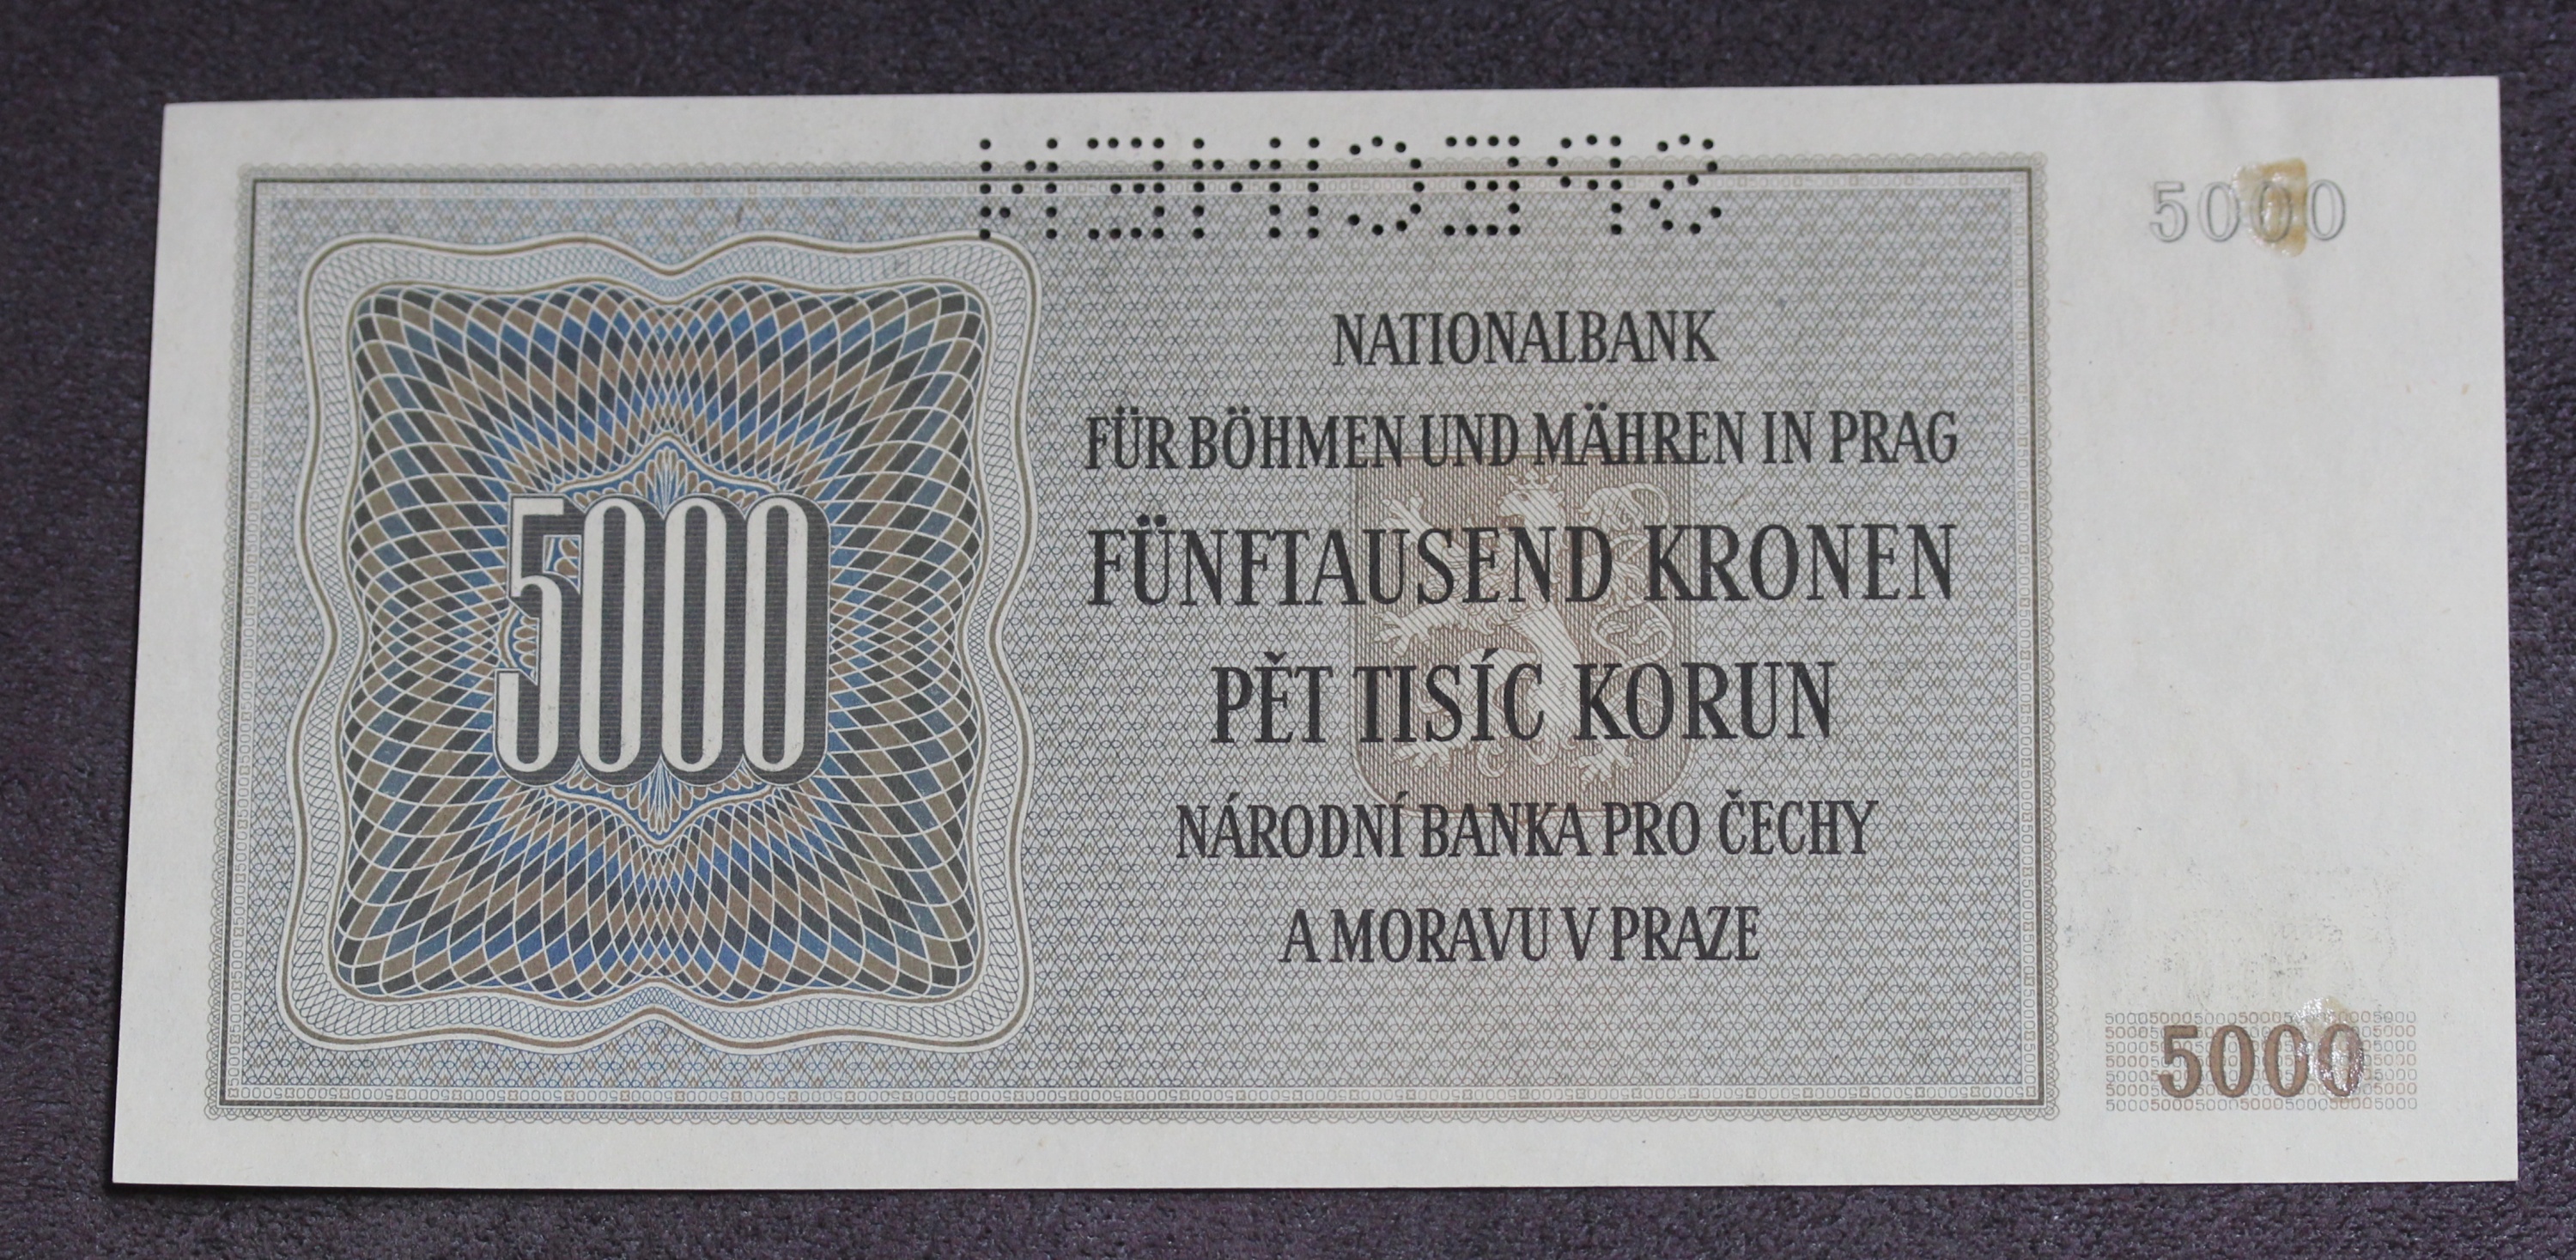 SPECIMEN
5000
NATIONALBANK
FÜR BÖHMEN UND MÄHREN IN PRAG
5000
FÜNFTAUSEND KRONEN
PĚT TISÍC KORUN
NÁRODNÍ BANKA PRO ČECHY
A MORAVU V PRAZE
5000